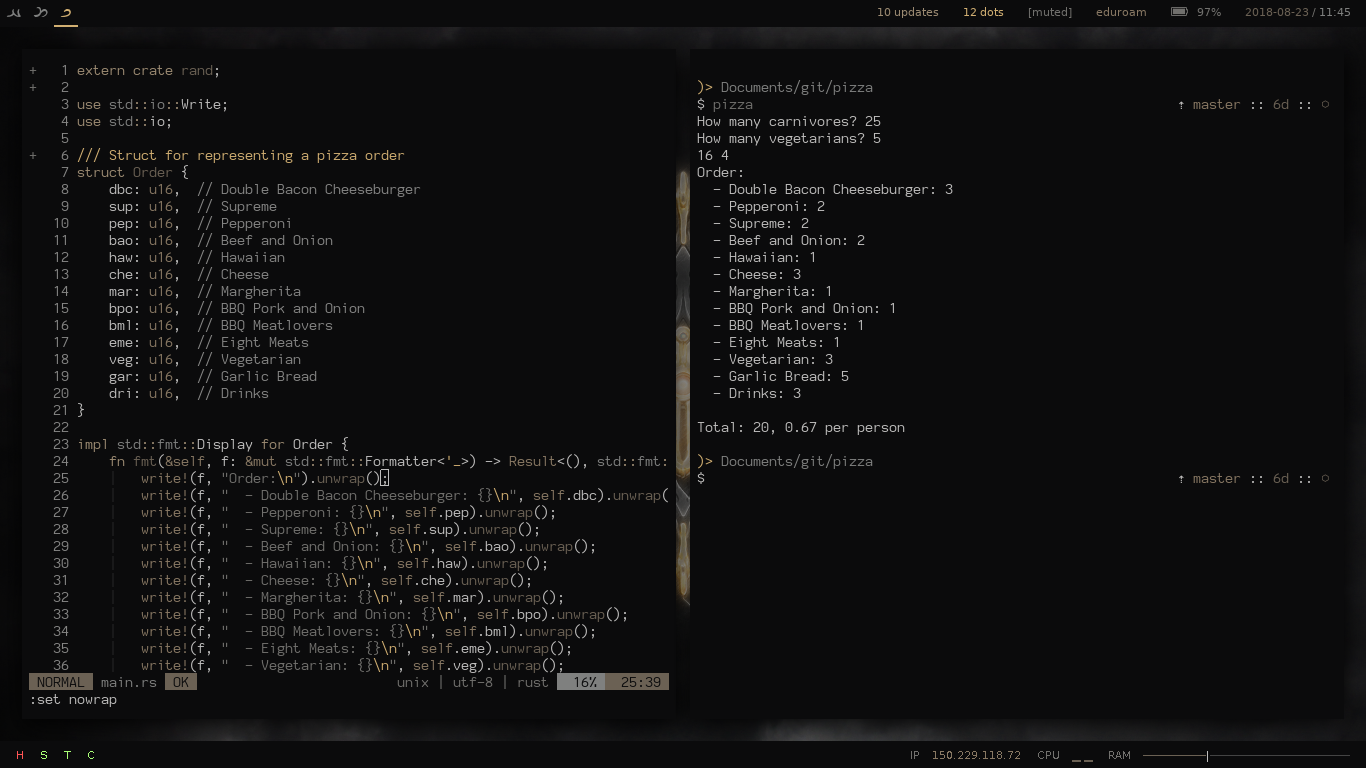 10 updates 12 dots [muted] eduroam 97% 2018-08-23 / 11:45
+ 1 extern crate rand;
+ 2
3 use std::io::Write;
4 use std::io;
5
+ 6 /// Struct for representing a pizza order
7 struct Order {
8 dbc: u16, // Double Bacon Cheeseburger
9 sup: u16, // Supreme
10 pep: u16, // Pepperoni
11 bao: u16, // Beef and Onion
12 haw: u16, // Hawaiian
13 che: u16, // Cheese
14 mar: u16, // Margherita
15 bpo: u16, // BBQ Pork and Onion
16 bml: u16, // BBQ Meatlovers
17 eme: u16, // Eight Meats
18 veg: u16, // Vegetarian
19 gar: u16, // Garlic Bread
20 dri: u16, // Drinks
21 }
22
23 impl std::fmt::Display for Order {
24 fn fmt(&self, f: &mut std::fmt::Formatter<'_>) -> Result<(), std::fmt:
25 write!(f, "Order:\n").unwrap();
26 write!(f, "  - Double Bacon Cheeseburger: {}\n", self.dbc).unwrap(
27 write!(f, "  - Pepperoni: {}\n", self.pep).unwrap();
28 write!(f, "  - Supreme: {}\n", self.sup).unwrap();
29 write!(f, "  - Beef and Onion: {}\n", self.bao).unwrap();
30 write!(f, "  - Hawaiian: {}\n", self.haw).unwrap();
31 write!(f, "  - Cheese: {}\n", self.che).unwrap();
32 write!(f, "  - Margherita: {}\n", self.mar).unwrap();
33 write!(f, "  - BBQ Pork and Onion: {}\n", self.bpo).unwrap();
34 write!(f, "  - BBQ Meatlovers: {}\n", self.bml).unwrap();
35 write!(f, "  - Eight Meats: {}\n", self.eme).unwrap();
36 write!(f, "  - Vegetarian: {}\n", self.veg).unwrap();
NORMAL main.rs OK unix | utf-8 | rust 16% 25:39
:set nowrap
)> Documents/git/pizza
$ pizza ↑ master :: 6d :: ○
How many carnivores? 25
How many vegetarians? 5
16 4
Order:
- Double Bacon Cheeseburger: 3
- Pepperoni: 2
- Supreme: 2
- Beef and Onion: 2
- Hawaiian: 1
- Cheese: 3
- Margherita: 1
- BBQ Pork and Onion: 1
- BBQ Meatlovers: 1
- Eight Meats: 1
- Vegetarian: 3
- Garlic Bread: 5
- Drinks: 3
Total: 20, 0.67 per person
)> Documents/git/pizza
$ ↑ master :: 6d :: ○
H S T C IP 150.229.118.72 CPU RAM